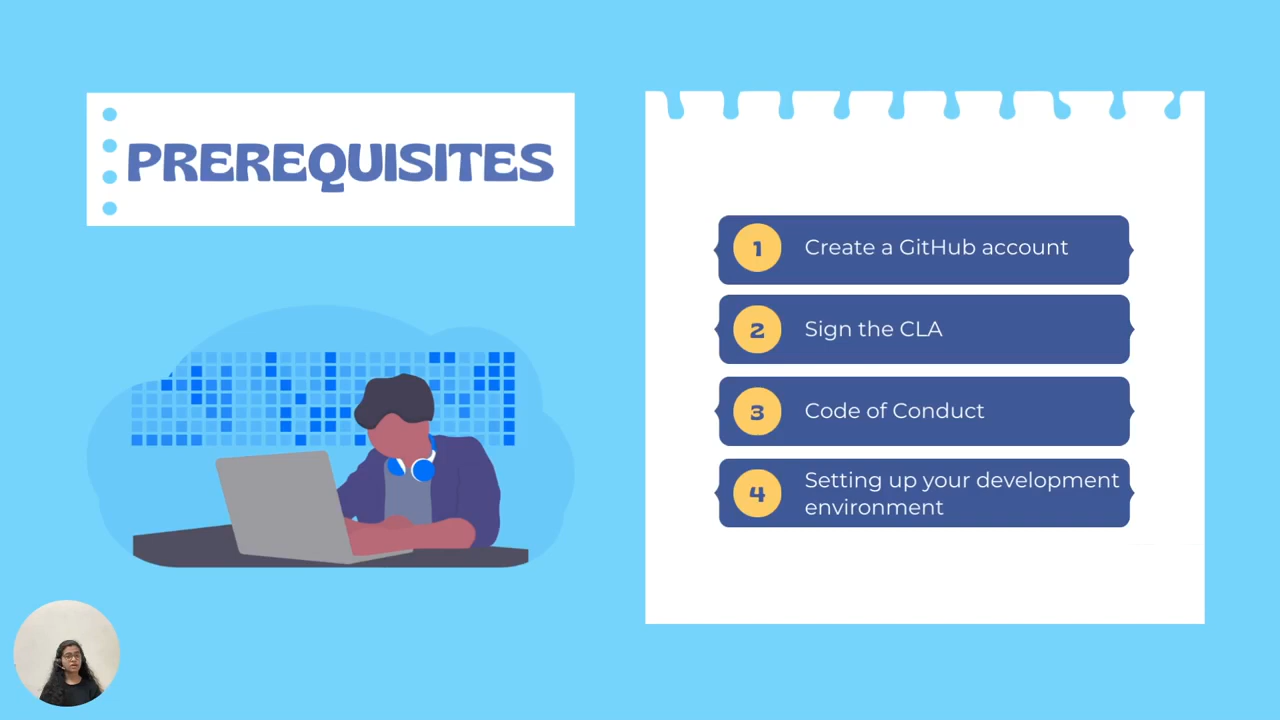 PREREQUISITES
1 Create a GitHub account
2 Sign the CLA
3 Code of Conduct
4 Setting up your development
environment